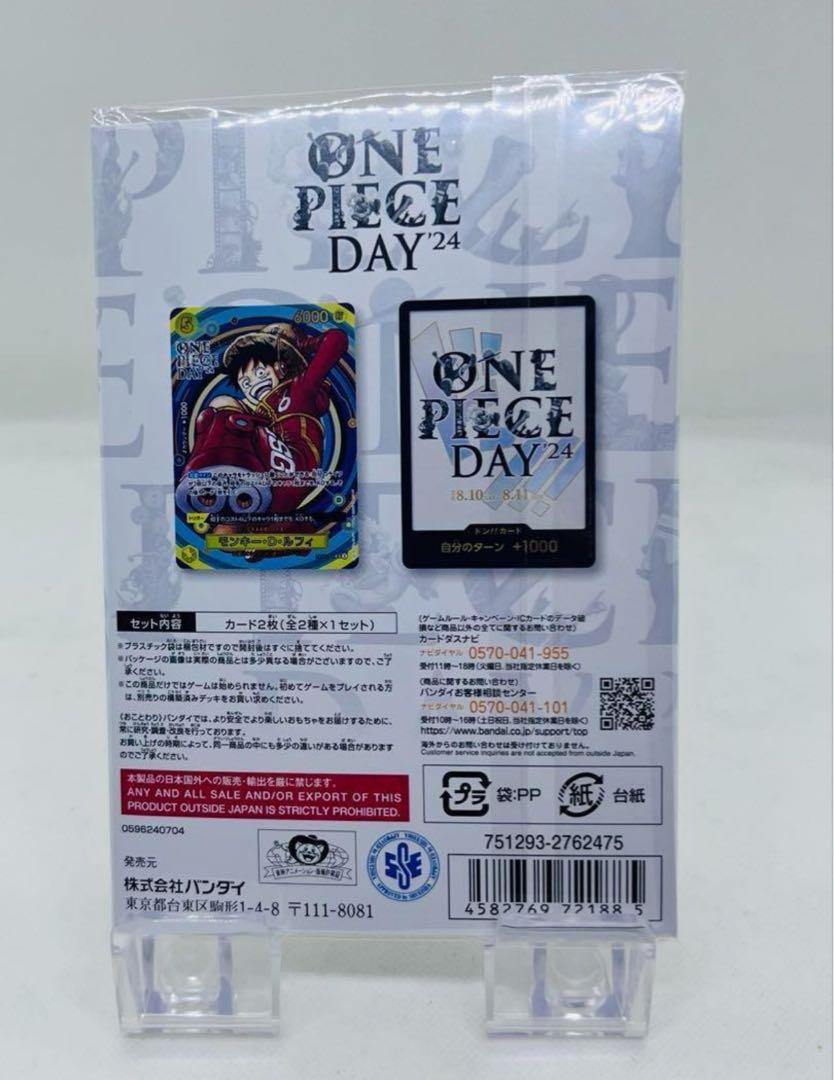 ONE
PIECE
DAY'24
5
6000
ONE
PIECE
DAY'24
モンキー・D・ルフィ
ONE
PIECE
DAY'24
8.10 8.11
ドン!!カード
自分のターン +1000
セット内容
カード2枚(全2種×1セット)
*プラスチック袋は梱包材ですので開封後はすぐに捨ててください。
*パッケージの画像は実際の商品とは多少異なる場合がございますので、ご了
承ください。
*この商品だけではゲームは始められません。初めてゲームをプレイされる方
は、別売りの構築済みデッキをお買い求めください。
〈おことわり〉バンダイでは、より安全でより楽しいおもちゃをお届けするために、
常に研究・調査・改良を行っております。
お買い上げの時期によって、同一商品の中にも多少の違いがある場合があります
のでご了承ください。
(ゲームルール・キャンペーン・ICカードのデータ破
損など商品以外の全てに関するお問い合わせ)
カードダスナビ
ナビダイヤル 0570-041-955
受付11時~18時(火曜日、当社指定休業日を除く)
(商品に関するお問い合わせ)
バンダイお客様相談センター
ナビダイヤル 0570-041-101
受付10時~16時(土日祝日、当社指定休業日を除く)
https://www.bandai.co.jp/support/top
海外からのお問い合わせは受け付けておりません。
Customer service inquiries are not accepted from outside Japan.
本製品の日本国外への販売・輸出を厳に禁じます。
ANY AND ALL SALE AND/OR EXPORT OF THIS
PRODUCT OUTSIDE JAPAN IS STRICTLY PROHIBITED.
プラ 袋:PP
紙 台紙
0596240704
751293-2762475
発売元
株式会社バンダイ
東京都台東区駒形1-4-8 〒111-8081
4582769 721885